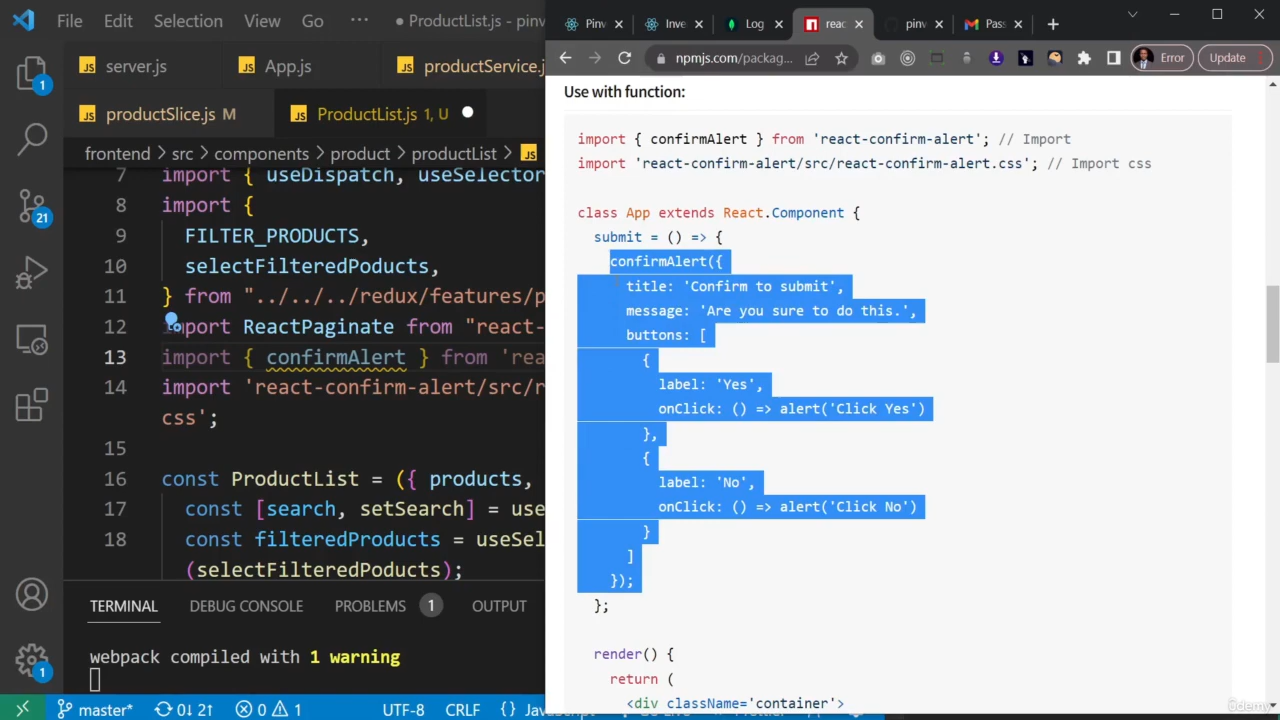 File Edit Selection View Go ··· ● ProductList.js - pinv
server.js App.js productService.j
productSlice.js M ProductList.js 1, U ●
frontend > src > components > product > productList >
7 import { useDispatch, useSelector
8 import {
9 FILTER_PRODUCTS,
10 selectFilteredPoducts,
11 } from "../../../redux/features/p
12 import ReactPaginate from "react-
13 import { confirmAlert } from 'rea
14 import 'react-confirm-alert/src/r
css';
15
16 const ProductList = ({ products,
17 const [search, setSearch] = use
18 const filteredProducts = useSel
(selectFilteredPoducts);
TERMINAL DEBUG CONSOLE PROBLEMS 1 OUTPUT
webpack compiled with 1 warning
master* 0↓ 2↑ 0 1 UTF-8 CRLF {} JavaScript
1
21
1
1
Pinv Inve Log reac pinv Pass
npmjs.com/packag... Error Update
Use with function:
import { confirmAlert } from 'react-confirm-alert'; // Import
import 'react-confirm-alert/src/react-confirm-alert.css'; // Import css
class App extends React.Component {
submit = () => {
confirmAlert({
title: 'Confirm to submit',
message: 'Are you sure to do this.',
buttons: [
{
label: 'Yes',
onClick: () => alert('Click Yes')
},
{
label: 'No',
onClick: () => alert('Click No')
}
]
});
};
render() {
return (
<div className='container'>
Udemy